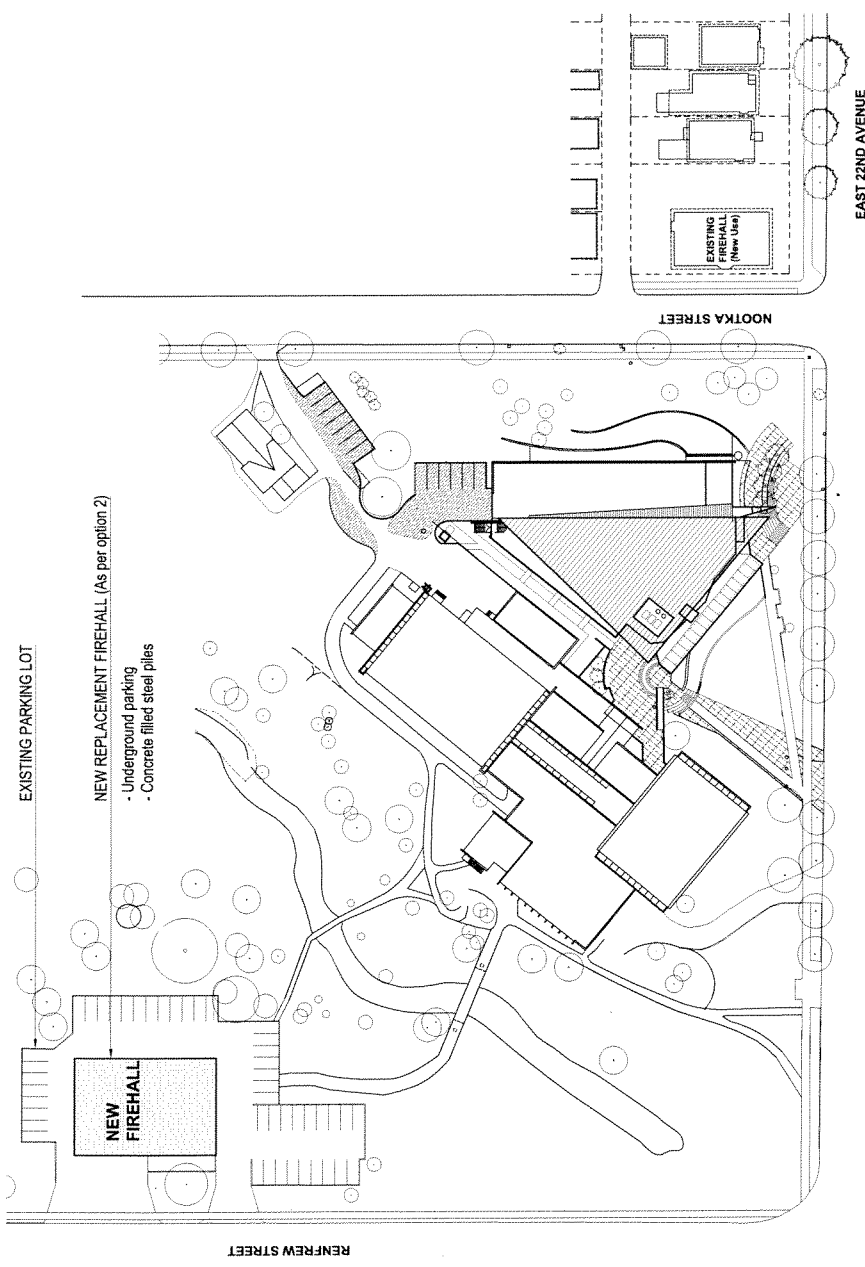 EXISTING PARKING LOT
NEW REPLACEMENT FIREHALL (As per option 2)
- Underground parking
- Concrete filled steel piles
NEW
FIREHALL
RENFREW STREET
NOOTKA STREET
EXISTING
FIREHALL
(New Use)
EAST 22ND AVENUE